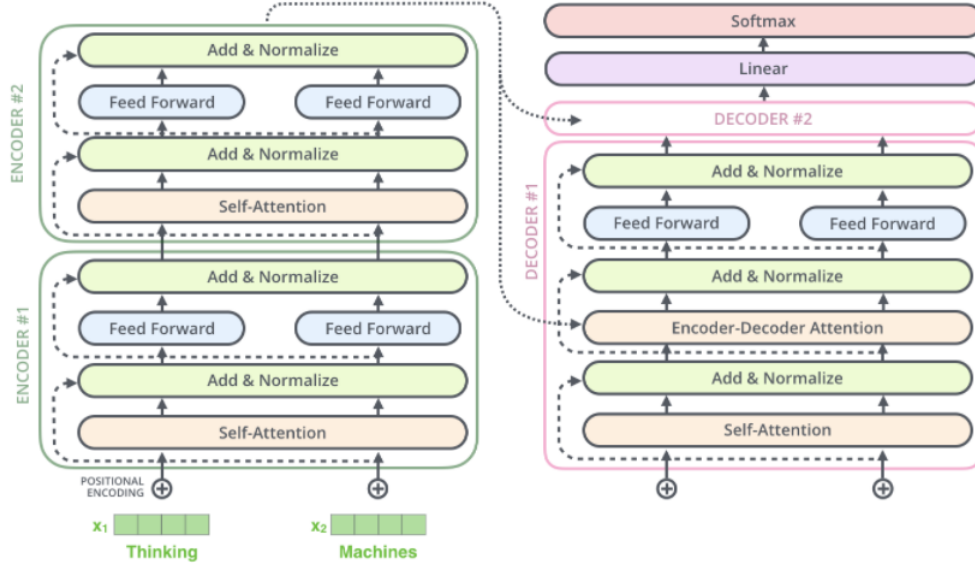 ENCODER #2
Add & Normalize
Feed Forward
Feed Forward
Add & Normalize
Self-Attention
ENCODER #1
Add & Normalize
Feed Forward
Feed Forward
Add & Normalize
Self-Attention
POSITIONAL
ENCODING
x1
x2
Thinking
Machines
Softmax
Linear
DECODER #2
DECODER #1
Add & Normalize
Feed Forward
Feed Forward
Add & Normalize
Encoder-Decoder Attention
Add & Normalize
Self-Attention